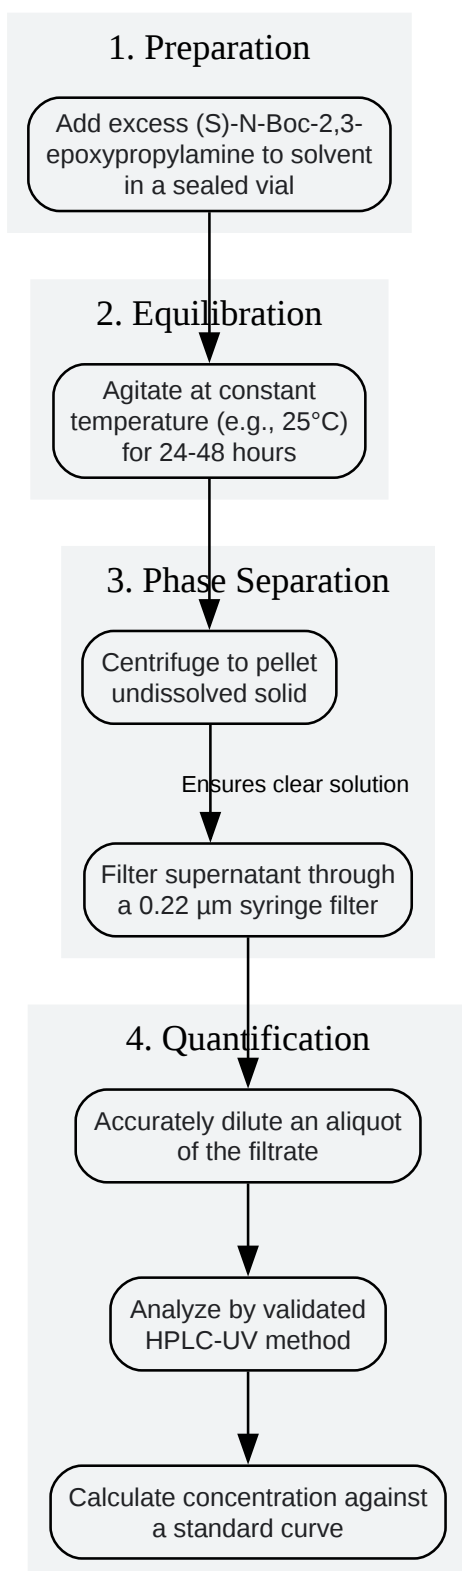 1. Preparation
Add excess (S)-N-Boc-2,3-
epoxypropylamine to solvent
in a sealed vial
2. Equilibration
Agitate at constant
temperature (e.g., 25°C)
for 24-48 hours
3. Phase Separation
Centrifuge to pellet
undissolved solid
Ensures clear solution
Filter supernatant through
a 0.22 µm syringe filter
4. Quantification
Accurately dilute an aliquot
of the filtrate
Analyze by validated
HPLC-UV method
Calculate concentration against
a standard curve